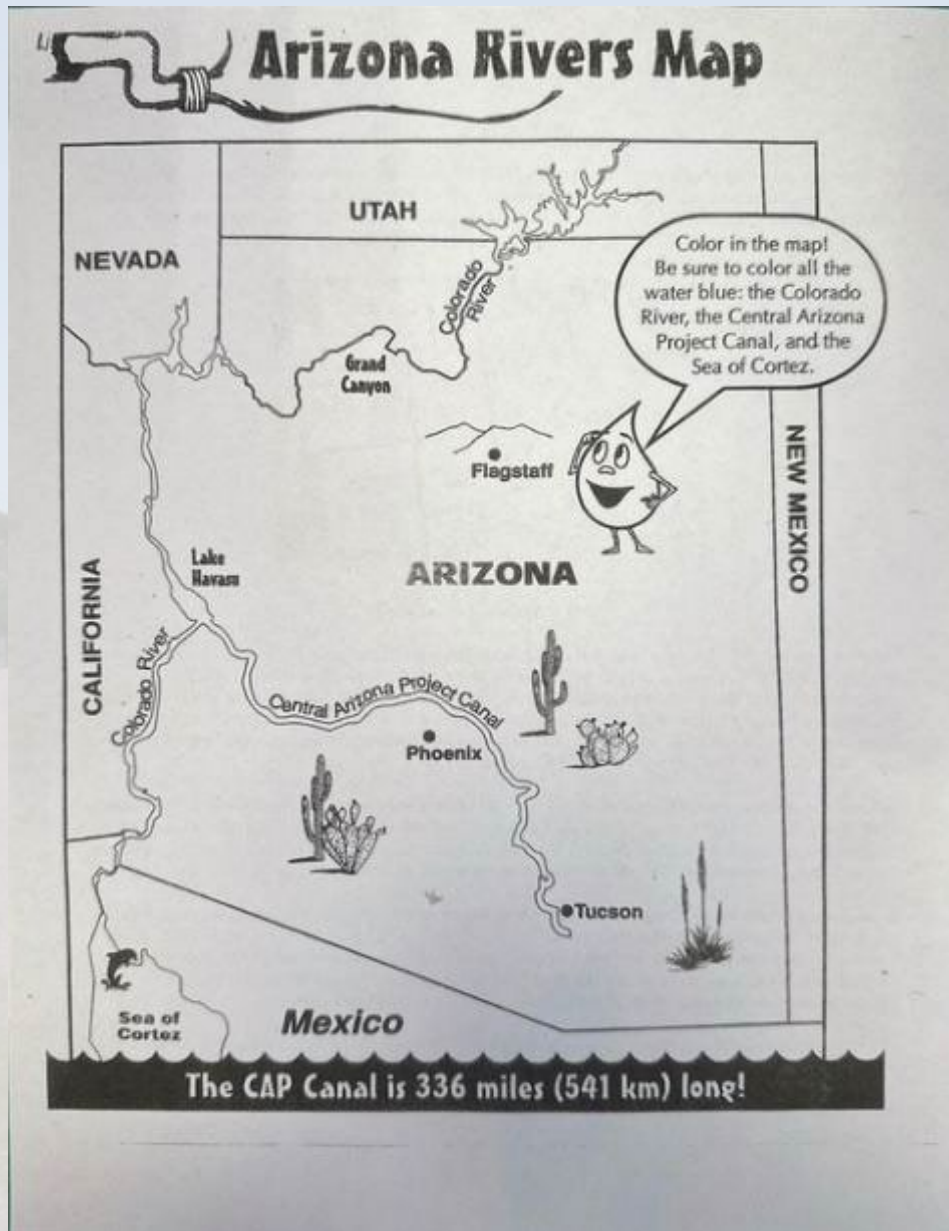 Arizona Rivers Map
UTAH
NEVADA
Color in the map!
Be sure to color all the
water blue: the Colorado
River, the Central Arizona
Project Canal, and the
Sea of Cortez.
Colorado
River
Grand
Canyon
Flagstaff
NEW MEXICO
Lake
Havasu
ARIZONA
CALIFORNIA
Colorado River
Central Arizona Project Canal
Phoenix
Tucson
Sea of
Cortez
Mexico
The CAP Canal is 336 miles (541 km) long!